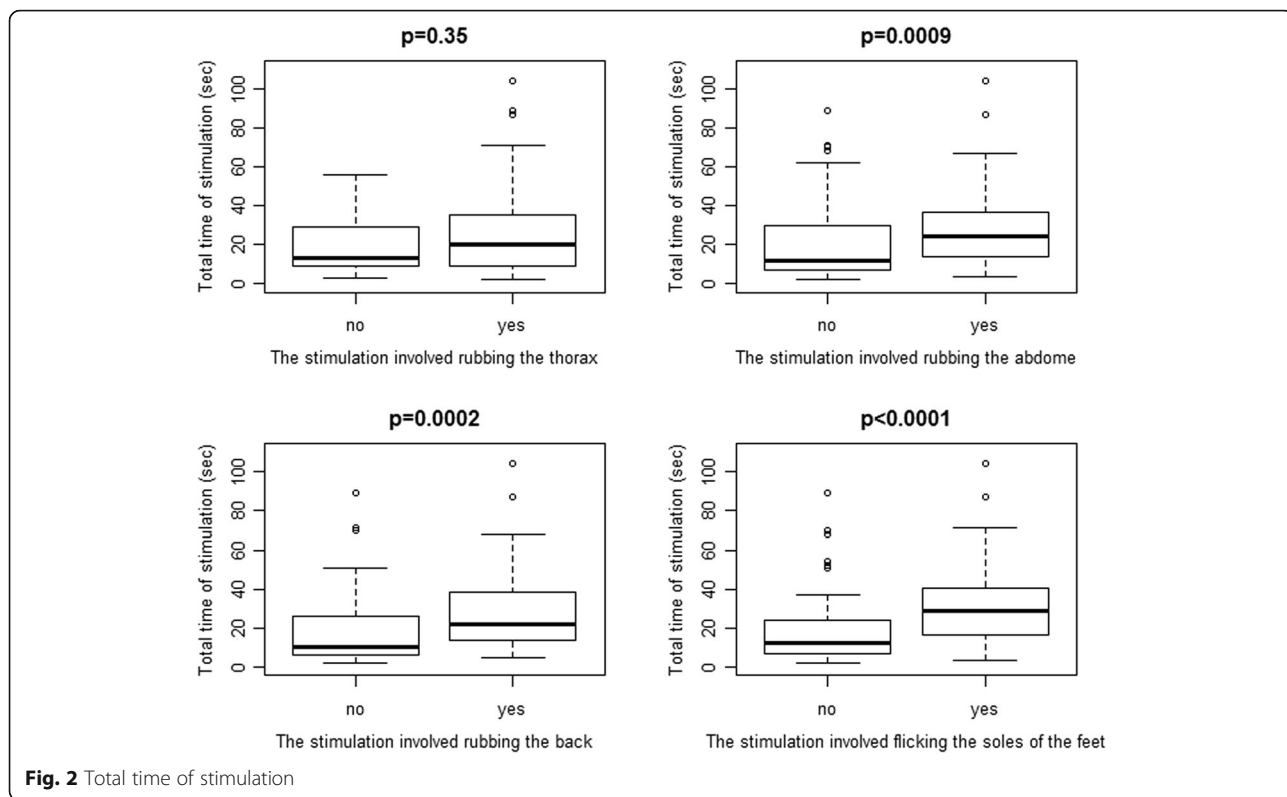 p=0.35
Total time of stimulation (sec)
100
80
60
40
20
0
no yes
The stimulation involved rubbing the thorax
p=0.0009
Total time of stimulation (sec)
100
80
60
40
20
0
no yes
The stimulation involved rubbing the abdome
p=0.0002
Total time of stimulation (sec)
100
80
60
40
20
0
no yes
The stimulation involved rubbing the back
p<0.0001
Total time of stimulation (sec)
100
80
60
40
20
0
no yes
The stimulation involved flicking the soles of the feet
Fig. 2 Total time of stimulation